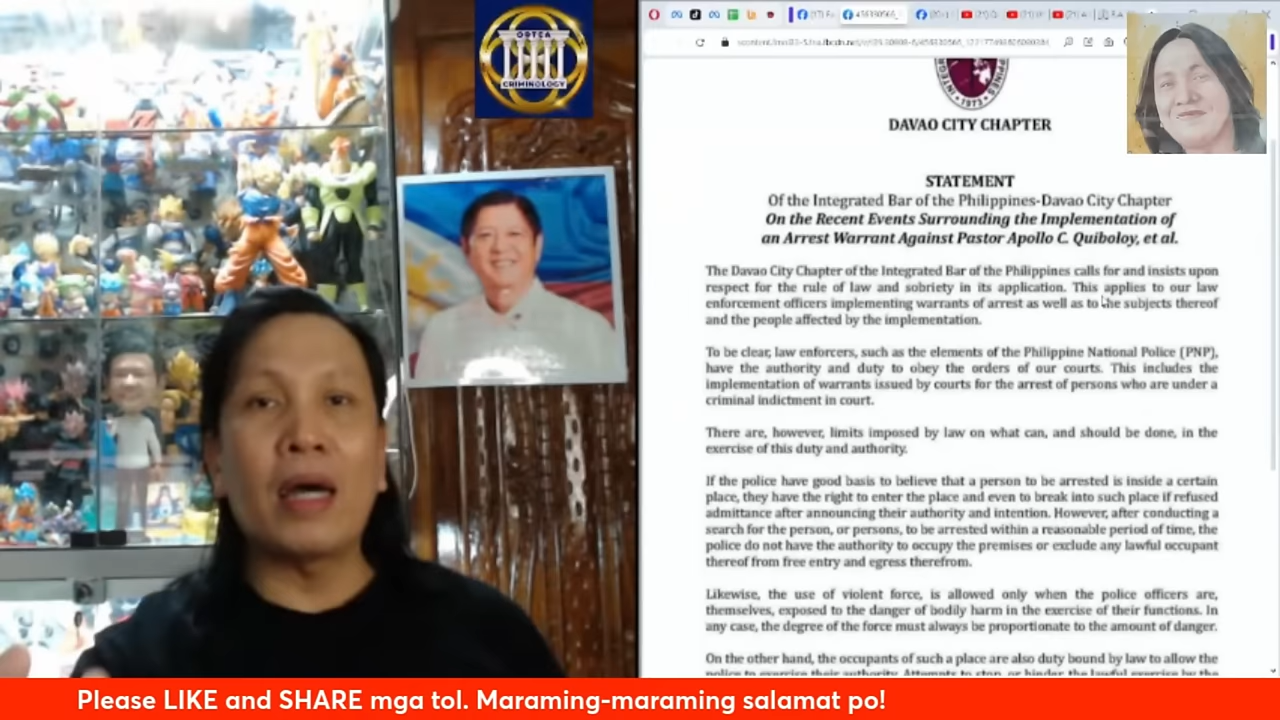 ORTCA
CRIMINOLOGY
DAVAO CITY CHAPTER
STATEMENT
Of the Integrated Bar of the Philippines-Davao City Chapter
On the Recent Events Surrounding the Implementation of
an Arrest Warrant Against Pastor Apollo C. Quiboloy, et al.
The Davao City Chapter of the Integrated Bar of the Philippines calls for and insists upon
respect for the rule of law and sobriety in its application. This applies to our law
enforcement officers implementing warrants of arrest as well as to the subjects thereof
and the people affected by the implementation.
To be clear, law enforcers, such as the elements of the Philippine National Police (PNP),
have the authority and duty to obey the orders of our courts. This includes the
implementation of warrants issued by courts for the arrest of persons who are under a
criminal indictment in court.
There are, however, limits imposed by law on what can, and should be done, in the
exercise of this duty and authority.
If the police have good basis to believe that a person to be arrested is inside a certain
place, they have the right to enter the place and even to break into such place if refused
admittance after announcing their authority and intention. However, after conducting a
search for the person, or persons, to be arrested within a reasonable period of time, the
police do not have the authority to occupy the premises or exclude any lawful occupant
thereof from free entry and egress therefrom.
Likewise, the use of violent force, is allowed only when the police officers are,
themselves, exposed to the danger of bodily harm in the exercise of their functions. In
any case, the degree of the force must always be proportionate to the amount of danger.
On the other hand, the occupants of such a place are also duty bound by law to allow the
police to exercise their authority. Attempts to stop, or hinder the lawful exercise by the
Please LIKE and SHARE mga tol. Maraming-maraming salamat po!